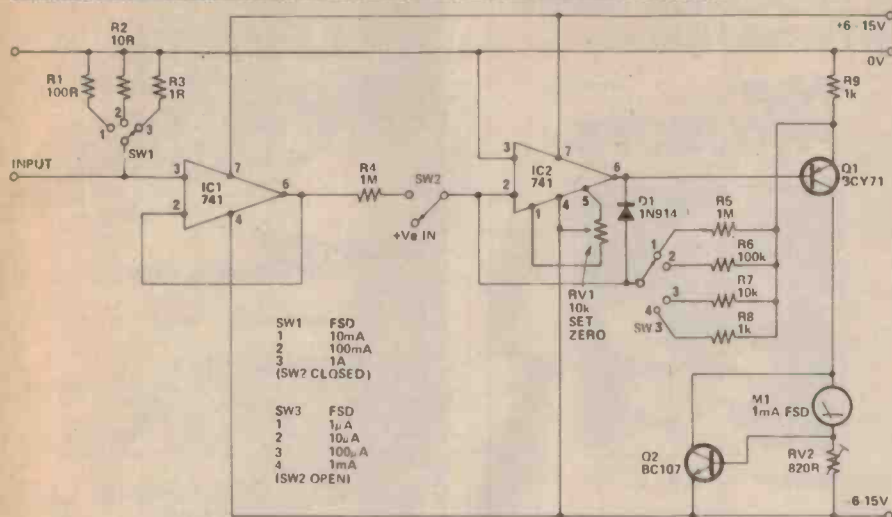 +6-15V
0V
R1
100R
R2
10R
R3
1R
1
2
3
SW1
INPUT
3
2
7
4
6
IC1
741
R4
1M
SW2
+Ve IN
3
2
7
6
1
4
5
IC2
741
D1
1N914
RV1
10k
SET
ZERO
1
2
3
4
SW3
R5
1M
R6
100k
R7
10k
R8
1k
R9
1k
Q1
M1
1mA FSD
Q2
BC107
RV2
820R
-6-15V
SW1 FSD
1 10mA
2 100mA
3 1A
(SW2 CLOSED)
SW3 FSD
1 1µA
2 10µA
3 100µA
4 1mA
(SW2 OPEN)